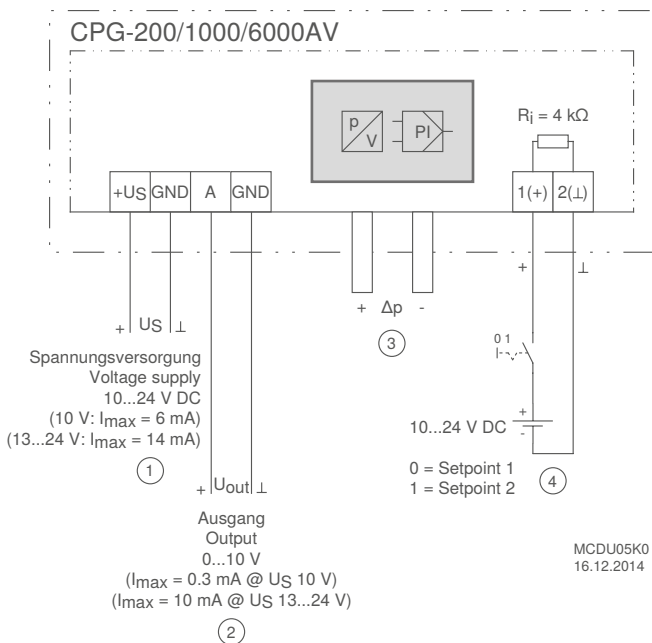 CPG-200/1000/6000AV
p
V
PI
Ri = 4 kΩ
+US GND A GND
1(+) 2(⊥)
+ ⊥
+ US ⊥
Spannungsversorgung
Voltage supply
10...24 V DC
(10 V: Imax = 6 mA)
(13...24 V: Imax = 14 mA)
1
+ Uout ⊥
Ausgang
Output
0...10 V
(Imax = 0.3 mA @ US 10 V)
(Imax = 10 mA @ US 13...24 V)
2
+ Δp -
3
0 1
10...24 V DC
+
-
0 = Setpoint 1
1 = Setpoint 2
4
MCDU05K0
16.12.2014